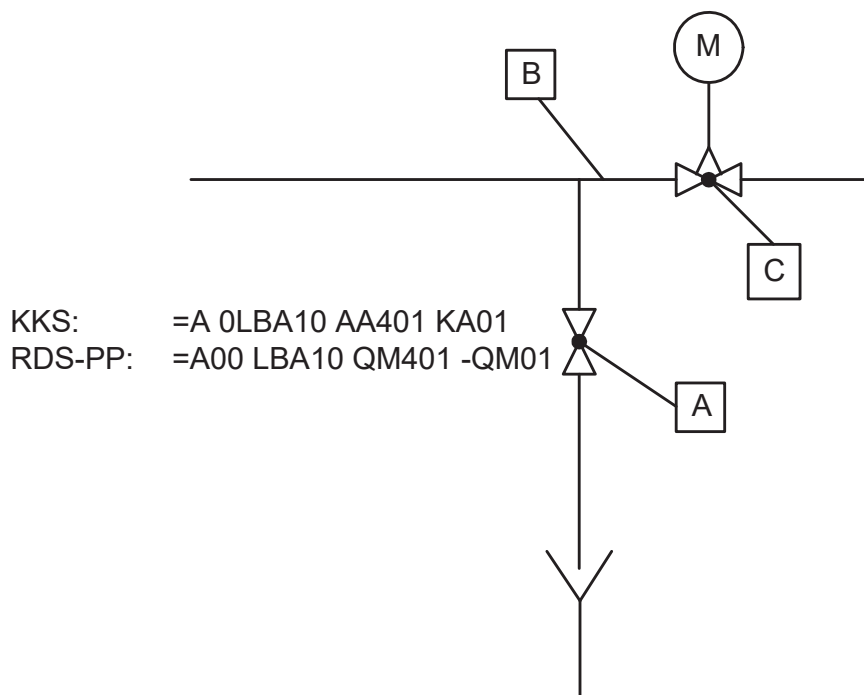 M
B
C
KKS: =A 0LBA10 AA401 KA01
RDS-PP: =A00 LBA10 QM401 -QM01
A